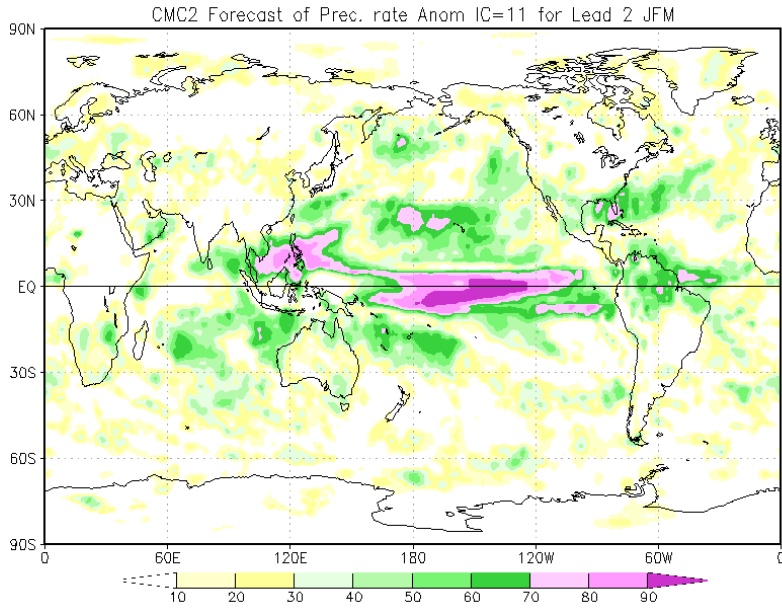 CMC2 Forecast of Prec. rate Anom IC=11 for Lead 2 JFM
90N
60N
30N
EQ
30S
60S
90S
0 60E 120E 180 120W 60W 0
10 20 30 40 50 60 70 80 90